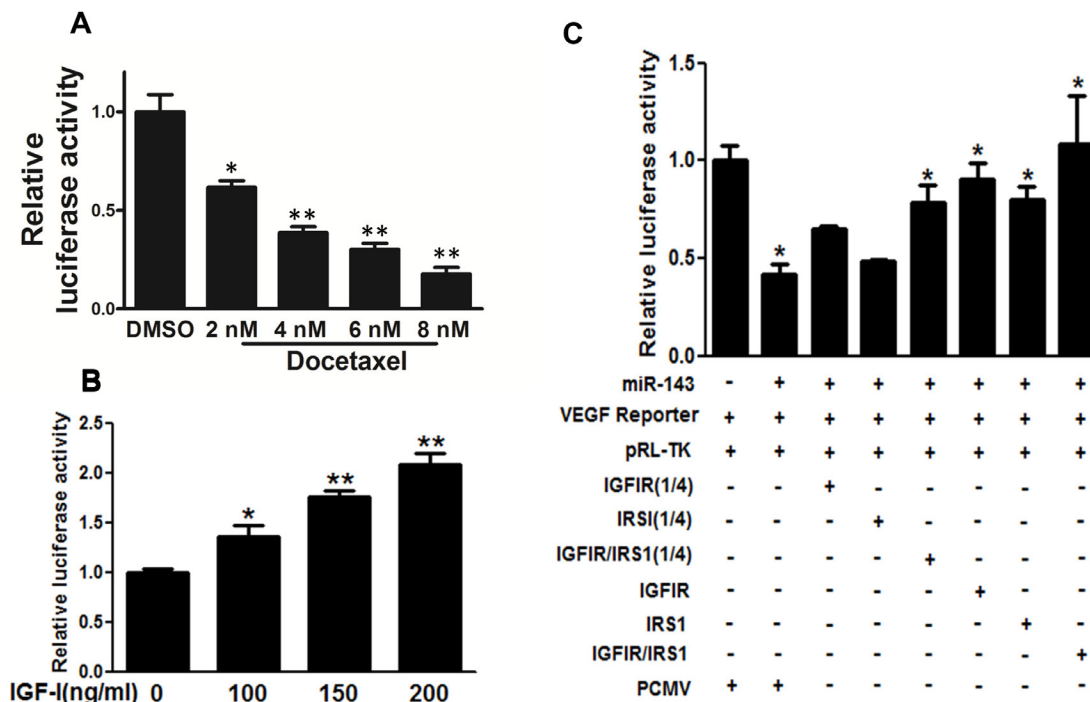 A
Relative
luciferase activity
1.0
0.5
0.0
*
**
**
**
DMSO 2 nM 4 nM 6 nM 8 nM
Docetaxel
B
Relative luciferase activity
2.5
2.0
1.5
1.0
0.5
0.0
*
**
**
IGF-I(ng/ml) 0 100 150 200
C
Relative luciferase activity
1.5
1.0
0.5
0.0
*
*
*
*
*
miR-143 - + + + + + + +
VEGF Reporter + + + + + + + +
pRL-TK + + + + + + + +
IGFIR(1/4) - - + - - - - -
IRSI(1/4) - - - + - - - -
IGFIR/IRS1(1/4) - - - - + - - -
IGFIR - - - - - + - -
IRS1 - - - - - - + -
IGFIR/IRS1 - - - - - - - +
PCMV + + - - - - - -